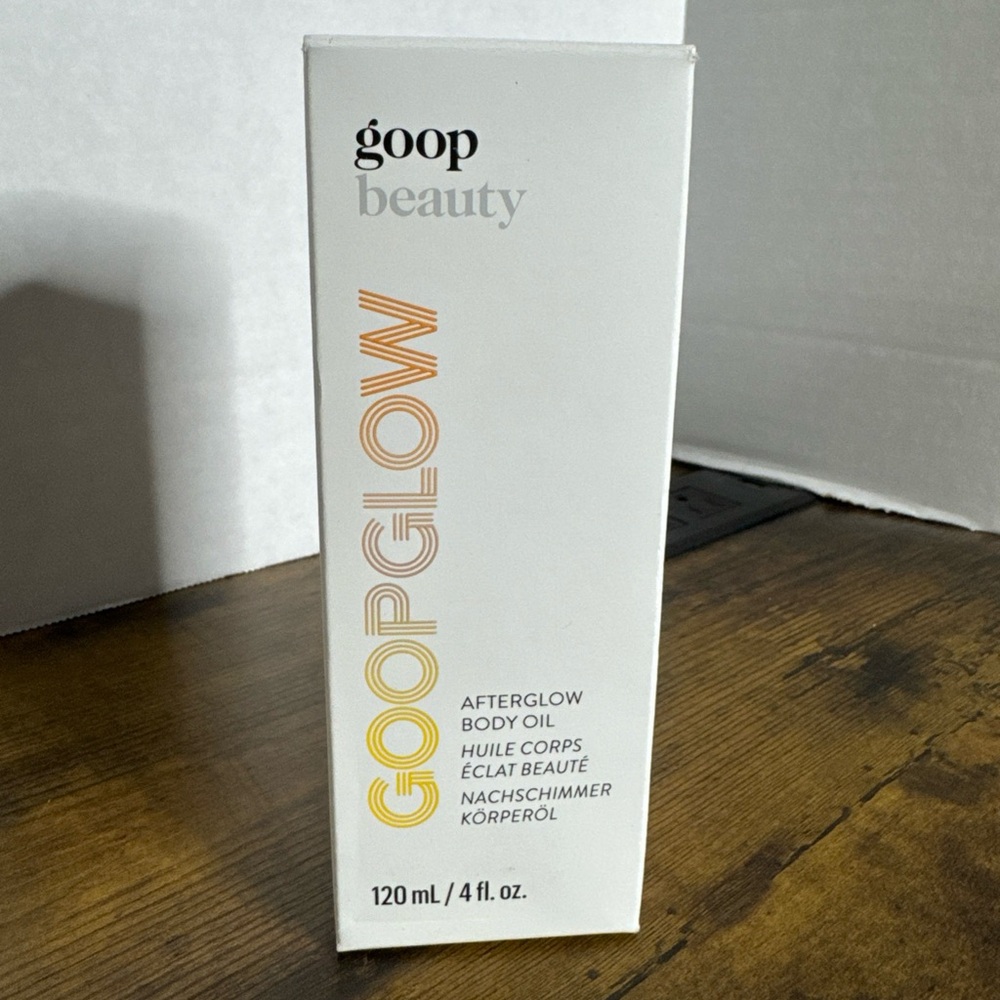 goop
beauty
GOOPGLOW
AFTERGLOW
BODY OIL
HUILE CORPS
ÉCLAT BEAUTÉ
NACHSCHIMMER
KÖRPERÖL
120 mL / 4 fl. oz.